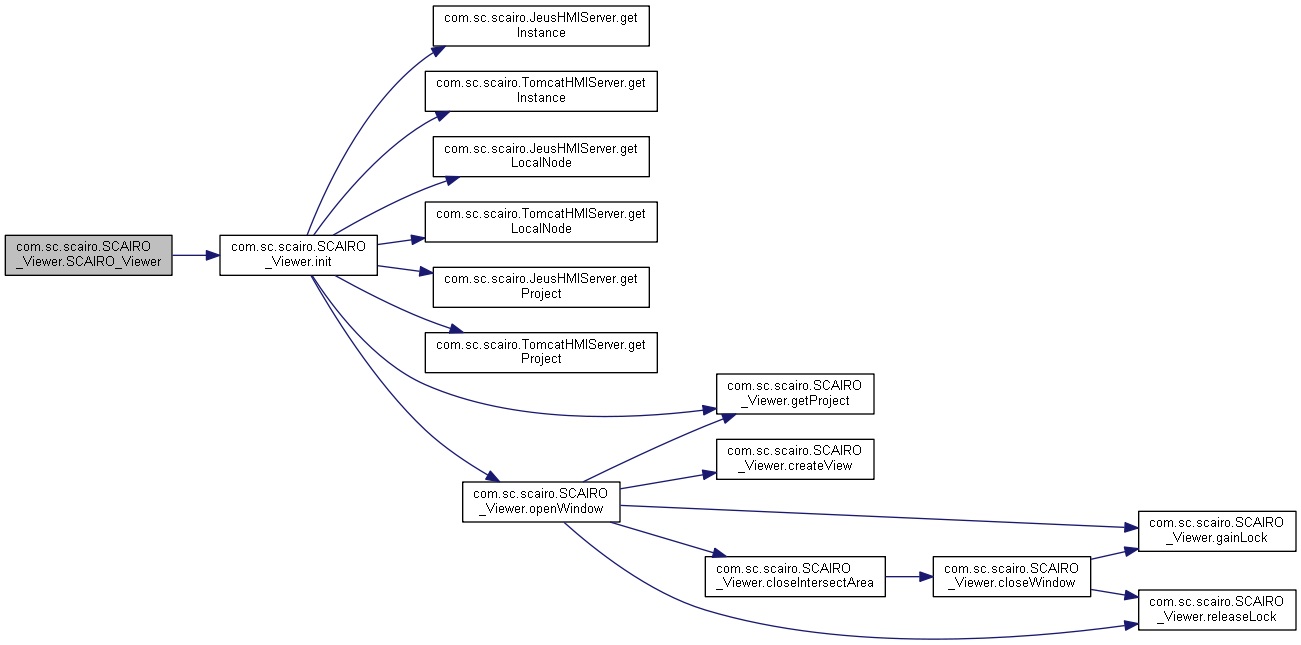 com.sc.scairo.JeusHMIServer.get
Instance
com.sc.scairo.TomcatHMIServer.get
Instance
com.sc.scairo.JeusHMIServer.get
LocalNode
com.sc.scairo.TomcatHMIServer.get
LocalNode
com.sc.scairo.SCAIRO
_Viewer.SCAIRO_Viewer
com.sc.scairo.SCAIRO
_Viewer.init
com.sc.scairo.JeusHMIServer.get
Project
com.sc.scairo.TomcatHMIServer.get
Project
com.sc.scairo.SCAIRO
_Viewer.getProject
com.sc.scairo.SCAIRO
_Viewer.createView
com.sc.scairo.SCAIRO
_Viewer.openWindow
com.sc.scairo.SCAIRO
_Viewer.gainLock
com.sc.scairo.SCAIRO
_Viewer.closeIntersectArea
com.sc.scairo.SCAIRO
_Viewer.closeWindow
com.sc.scairo.SCAIRO
_Viewer.releaseLock